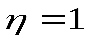 η = 1